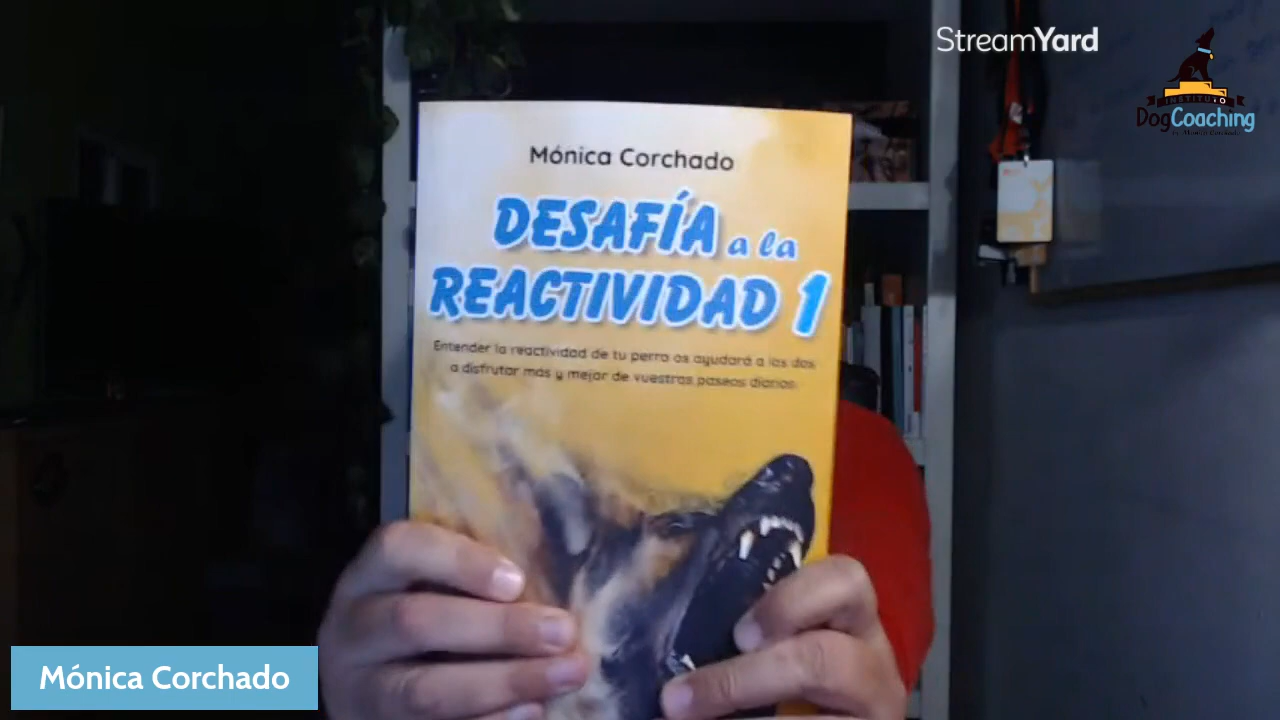 StreamYard
INSTITUTO
DogCoaching
Mónica Corchado
DESAFÍA a la
REACTIVIDAD 1
Entender la reactividad de tu perro os ayudará a los dos
a disfrutar más y mejor de vuestros paseos diarios.
Mónica Corchado